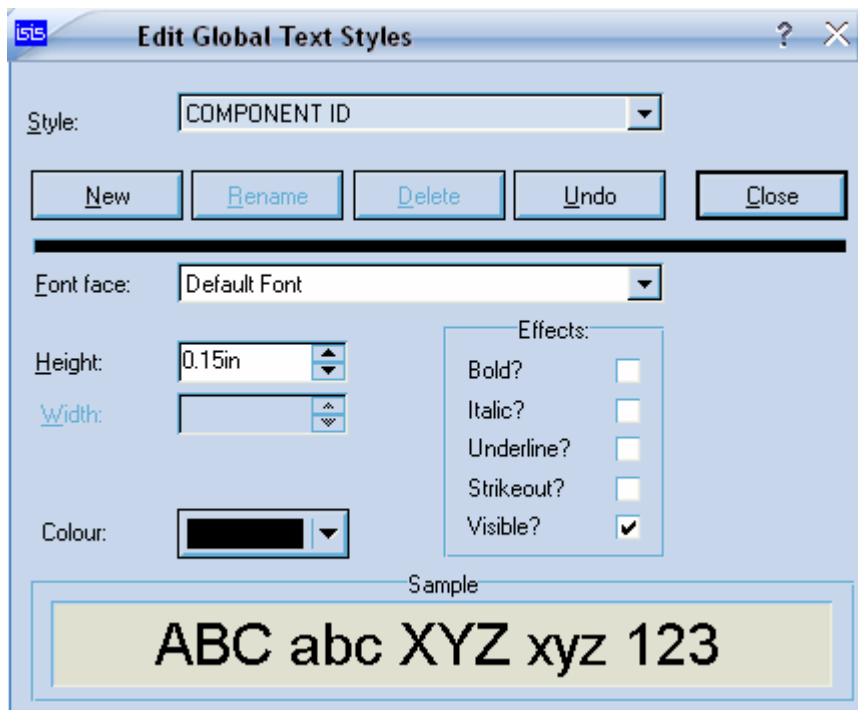 isis Edit Global Text Styles ?
Style: COMPONENT ID
New Rename Delete Undo Close
Font face: Default Font
Effects:
Height: 0.15in
Bold?
Width:
Italic?
Underline?
Strikeout?
Colour:
Visible?
Sample
ABC abc XYZ xyz 123